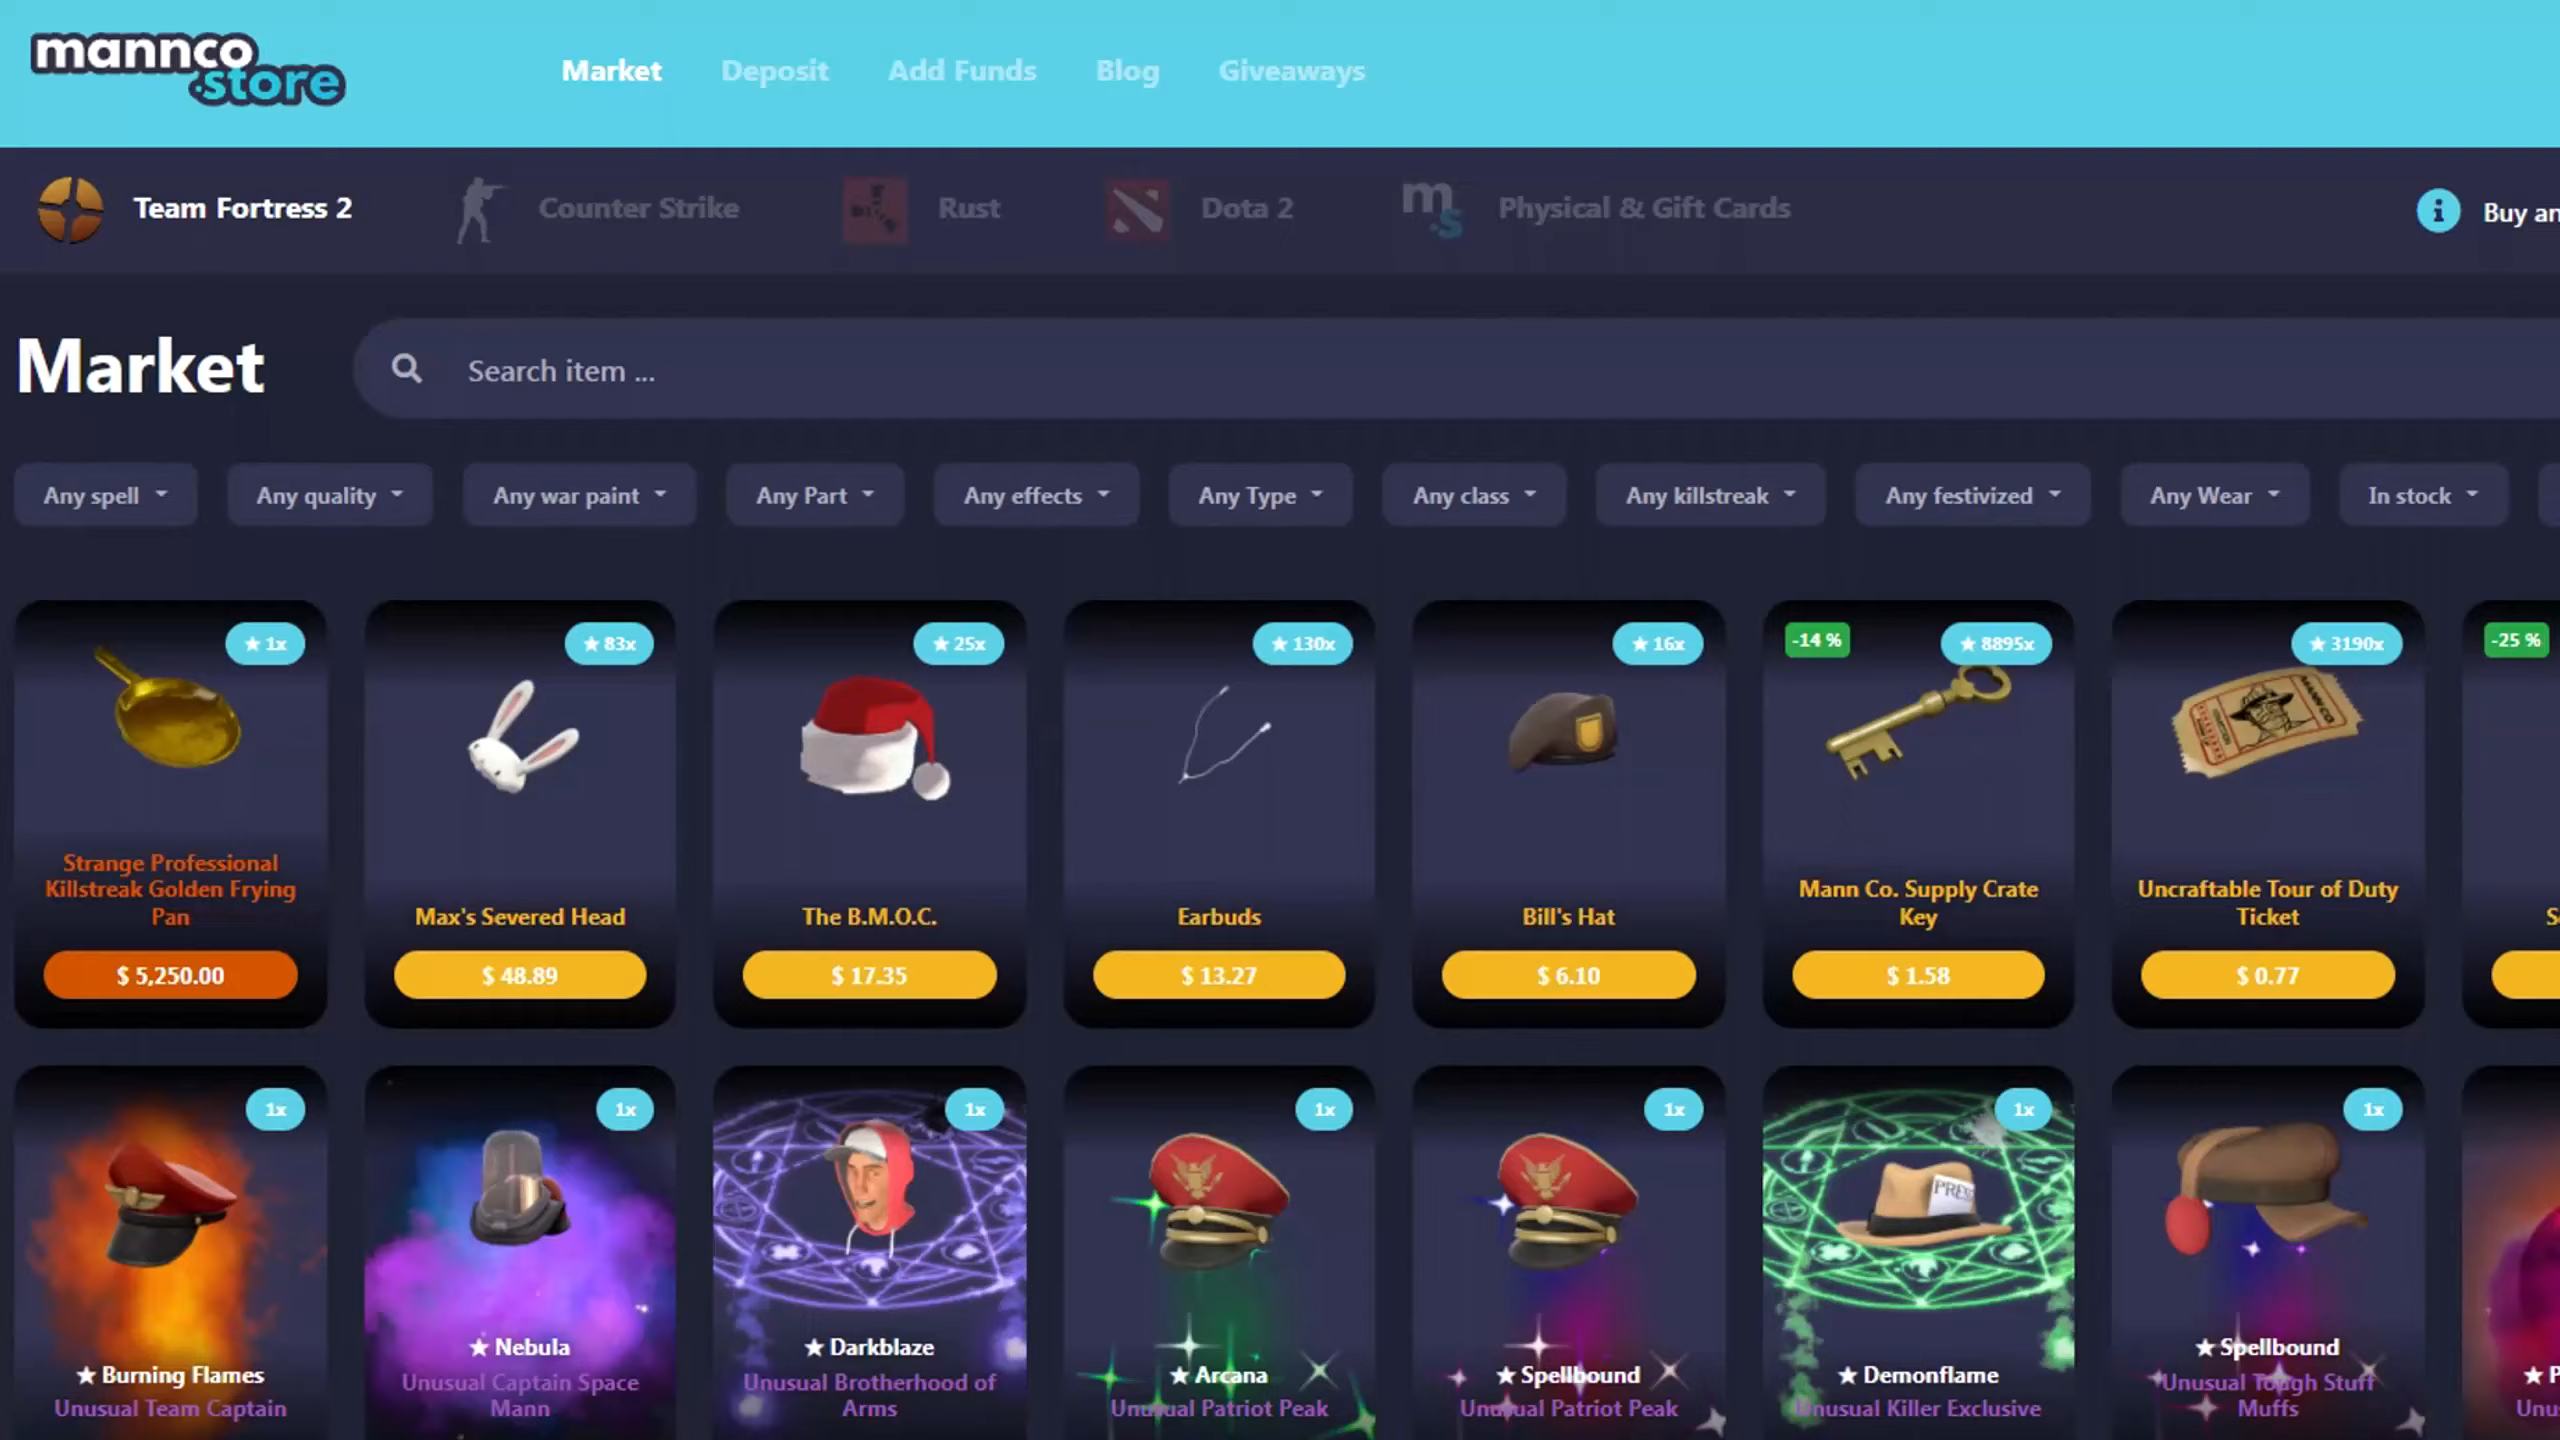 mannco
.store
Market Deposit Add Funds Blog Giveaways
Team Fortress 2 Counter Strike Rust Dota 2 m.s Physical & Gift Cards Buy an
Market Search item ...
Any spell Any quality Any war paint Any Part Any effects Any Type Any class Any killstreak Any festivized Any Wear In stock
★ 1x ★ 83x ★ 25x ★ 130x ★ 16x -14 % ★ 8895x ★ 3190x -25 %
Strange Professional
Killstreak Golden Frying
Pan
$ 5,250.00
Max's Severed Head
$ 48.89
The B.M.O.C.
$ 17.35
Earbuds
$ 13.27
Bill's Hat
$ 6.10
Mann Co. Supply Crate
Key
$ 1.58
MANN CO.
Uncraftable Tour of Duty
Ticket
$ 0.77
1x 1x 1x 1x 1x 1x 1x
★ Burning Flames
Unusual Team Captain
★ Nebula
Unusual Captain Space
Mann
★ Darkblaze
Unusual Brotherhood of
Arms
★ Arcana
Unusual Patriot Peak
★ Spellbound
Unusual Patriot Peak
PRESS
★ Demonflame
Unusual Killer Exclusive
★ Spellbound
Unusual Tough Stuff
Muffs
★ P
Unus